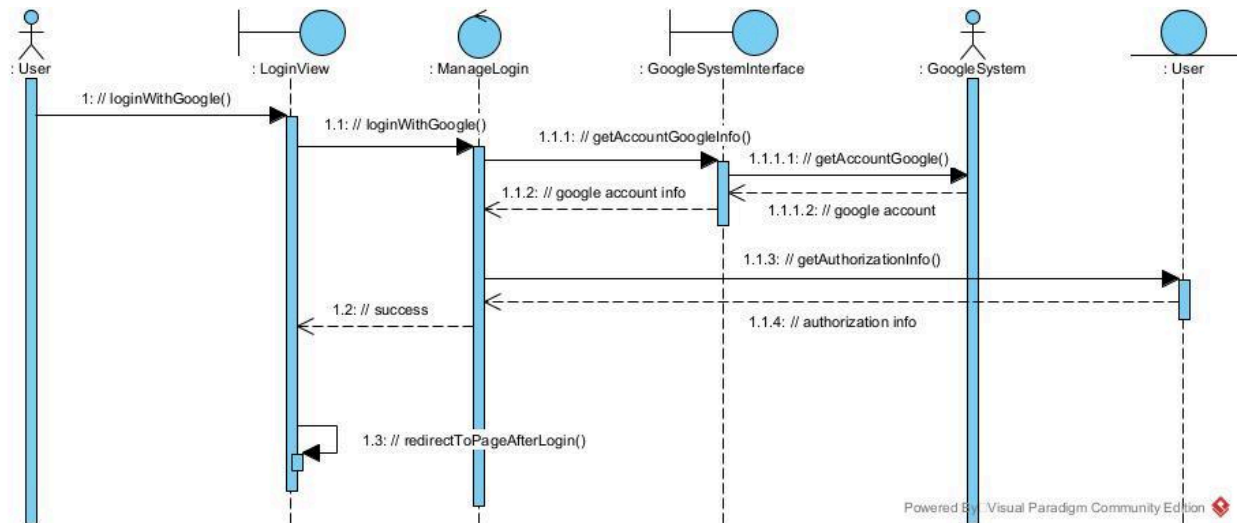 : User
: LoginView
: ManageLogin
: GoogleSystemInterface
: GoogleSystem
: User
1: // loginWithGoogle()
1.1: // loginWithGoogle()
1.1.1: // getAccountGoogleInfo()
1.1.1.1: // getAccountGoogle()
1.1.2: // google account info
1.1.1.2: // google account
1.1.3: // getAuthorizationInfo()
1.2: // success
1.1.4: // authorization info
1.3: // redirectToPageAfterLogin()
Powered By Visual Paradigm Community Edition